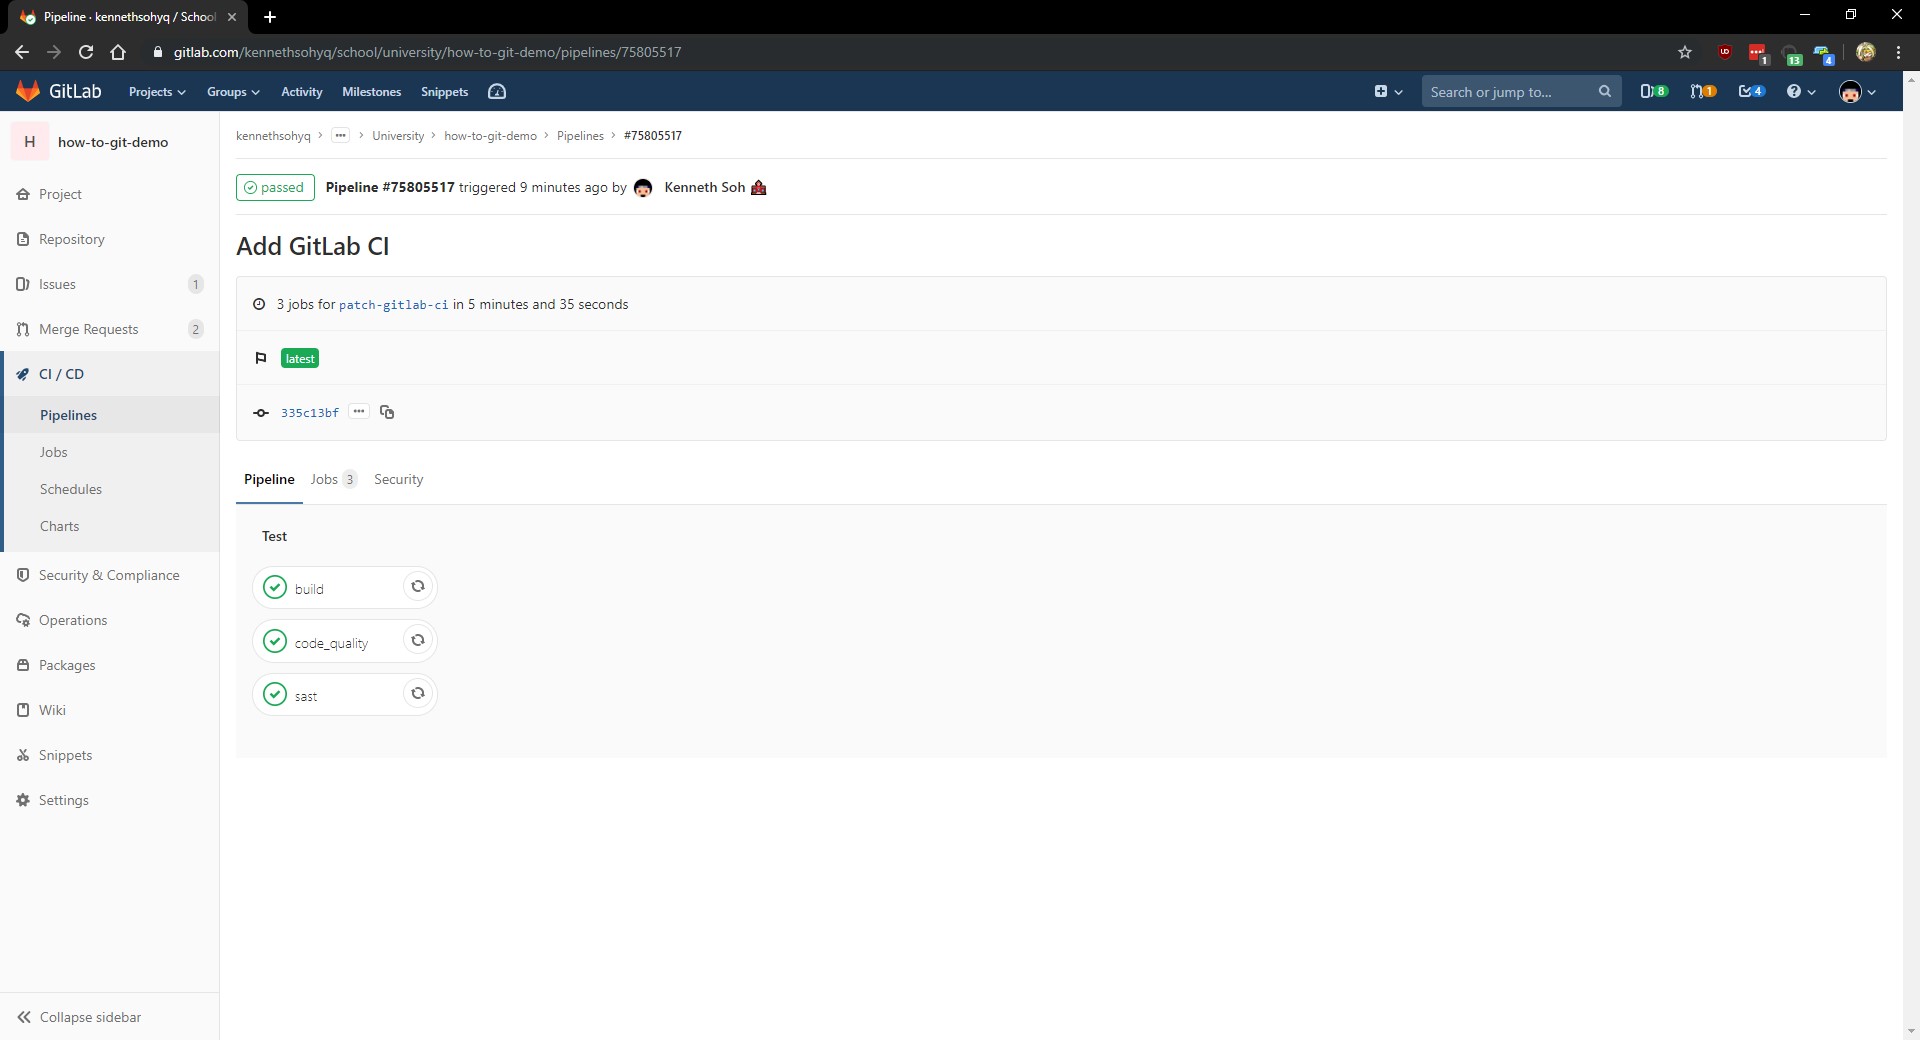 Pipeline · kennethsohyq / School
gitlab.com/kennethsohyq/school/university/how-to-git-demo/pipelines/75805517
1
13
4
GitLab
Projects
Groups
Activity
Milestones
Snippets
Search or jump to...
8
1
4
H
how-to-git-demo
kennethsohyq > ... > University > how-to-git-demo > Pipelines > #75805517
passed
Pipeline #75805517 triggered 9 minutes ago by Kenneth Soh
Project
Repository
Issues 1
Merge Requests 2
CI / CD
Pipelines
Jobs
Schedules
Charts
Security & Compliance
Operations
Packages
Wiki
Snippets
Settings
Collapse sidebar
Add GitLab CI
3 jobs for patch-gitlab-ci in 5 minutes and 35 seconds
latest
335c13bf ...
Pipeline
Jobs 3
Security
Test
build
code_quality
sast